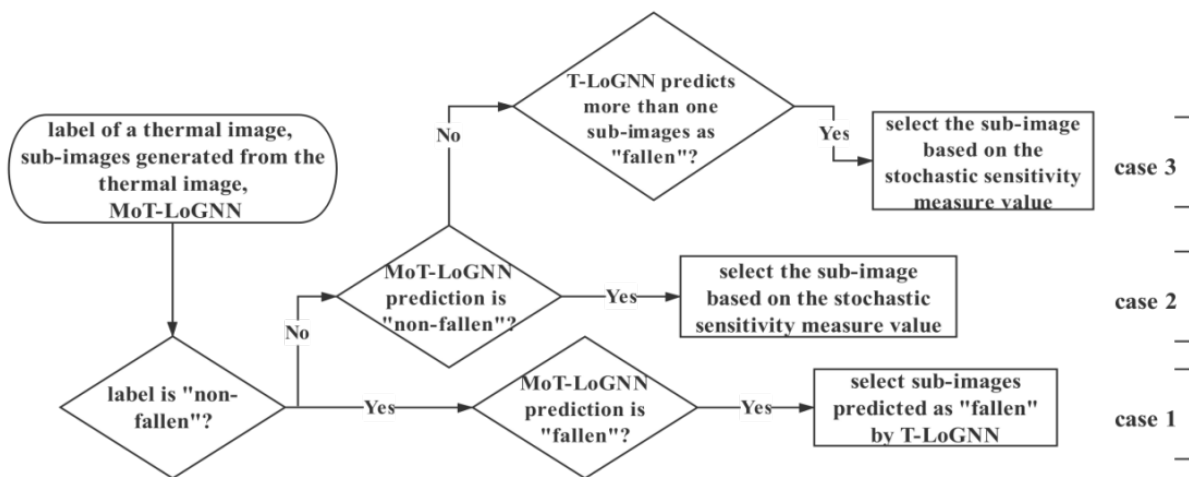 label of a thermal image,
sub-images generated from the
thermal image,
MoT-LoGNN
T-LoGNN predicts
more than one
sub-images as
"fallen"?
No
Yes
select the sub-image
based on the
stochastic sensitivity
measure value
case 3
MoT-LoGNN
prediction is
"non-fallen"?
Yes
select the sub-image
based on the stochastic
sensitivity measure value
case 2
No
label is "non-
fallen"?
Yes
MoT-LoGNN
prediction is
"fallen"?
Yes
select sub-images
predicted as "fallen"
by T-LoGNN
case 1